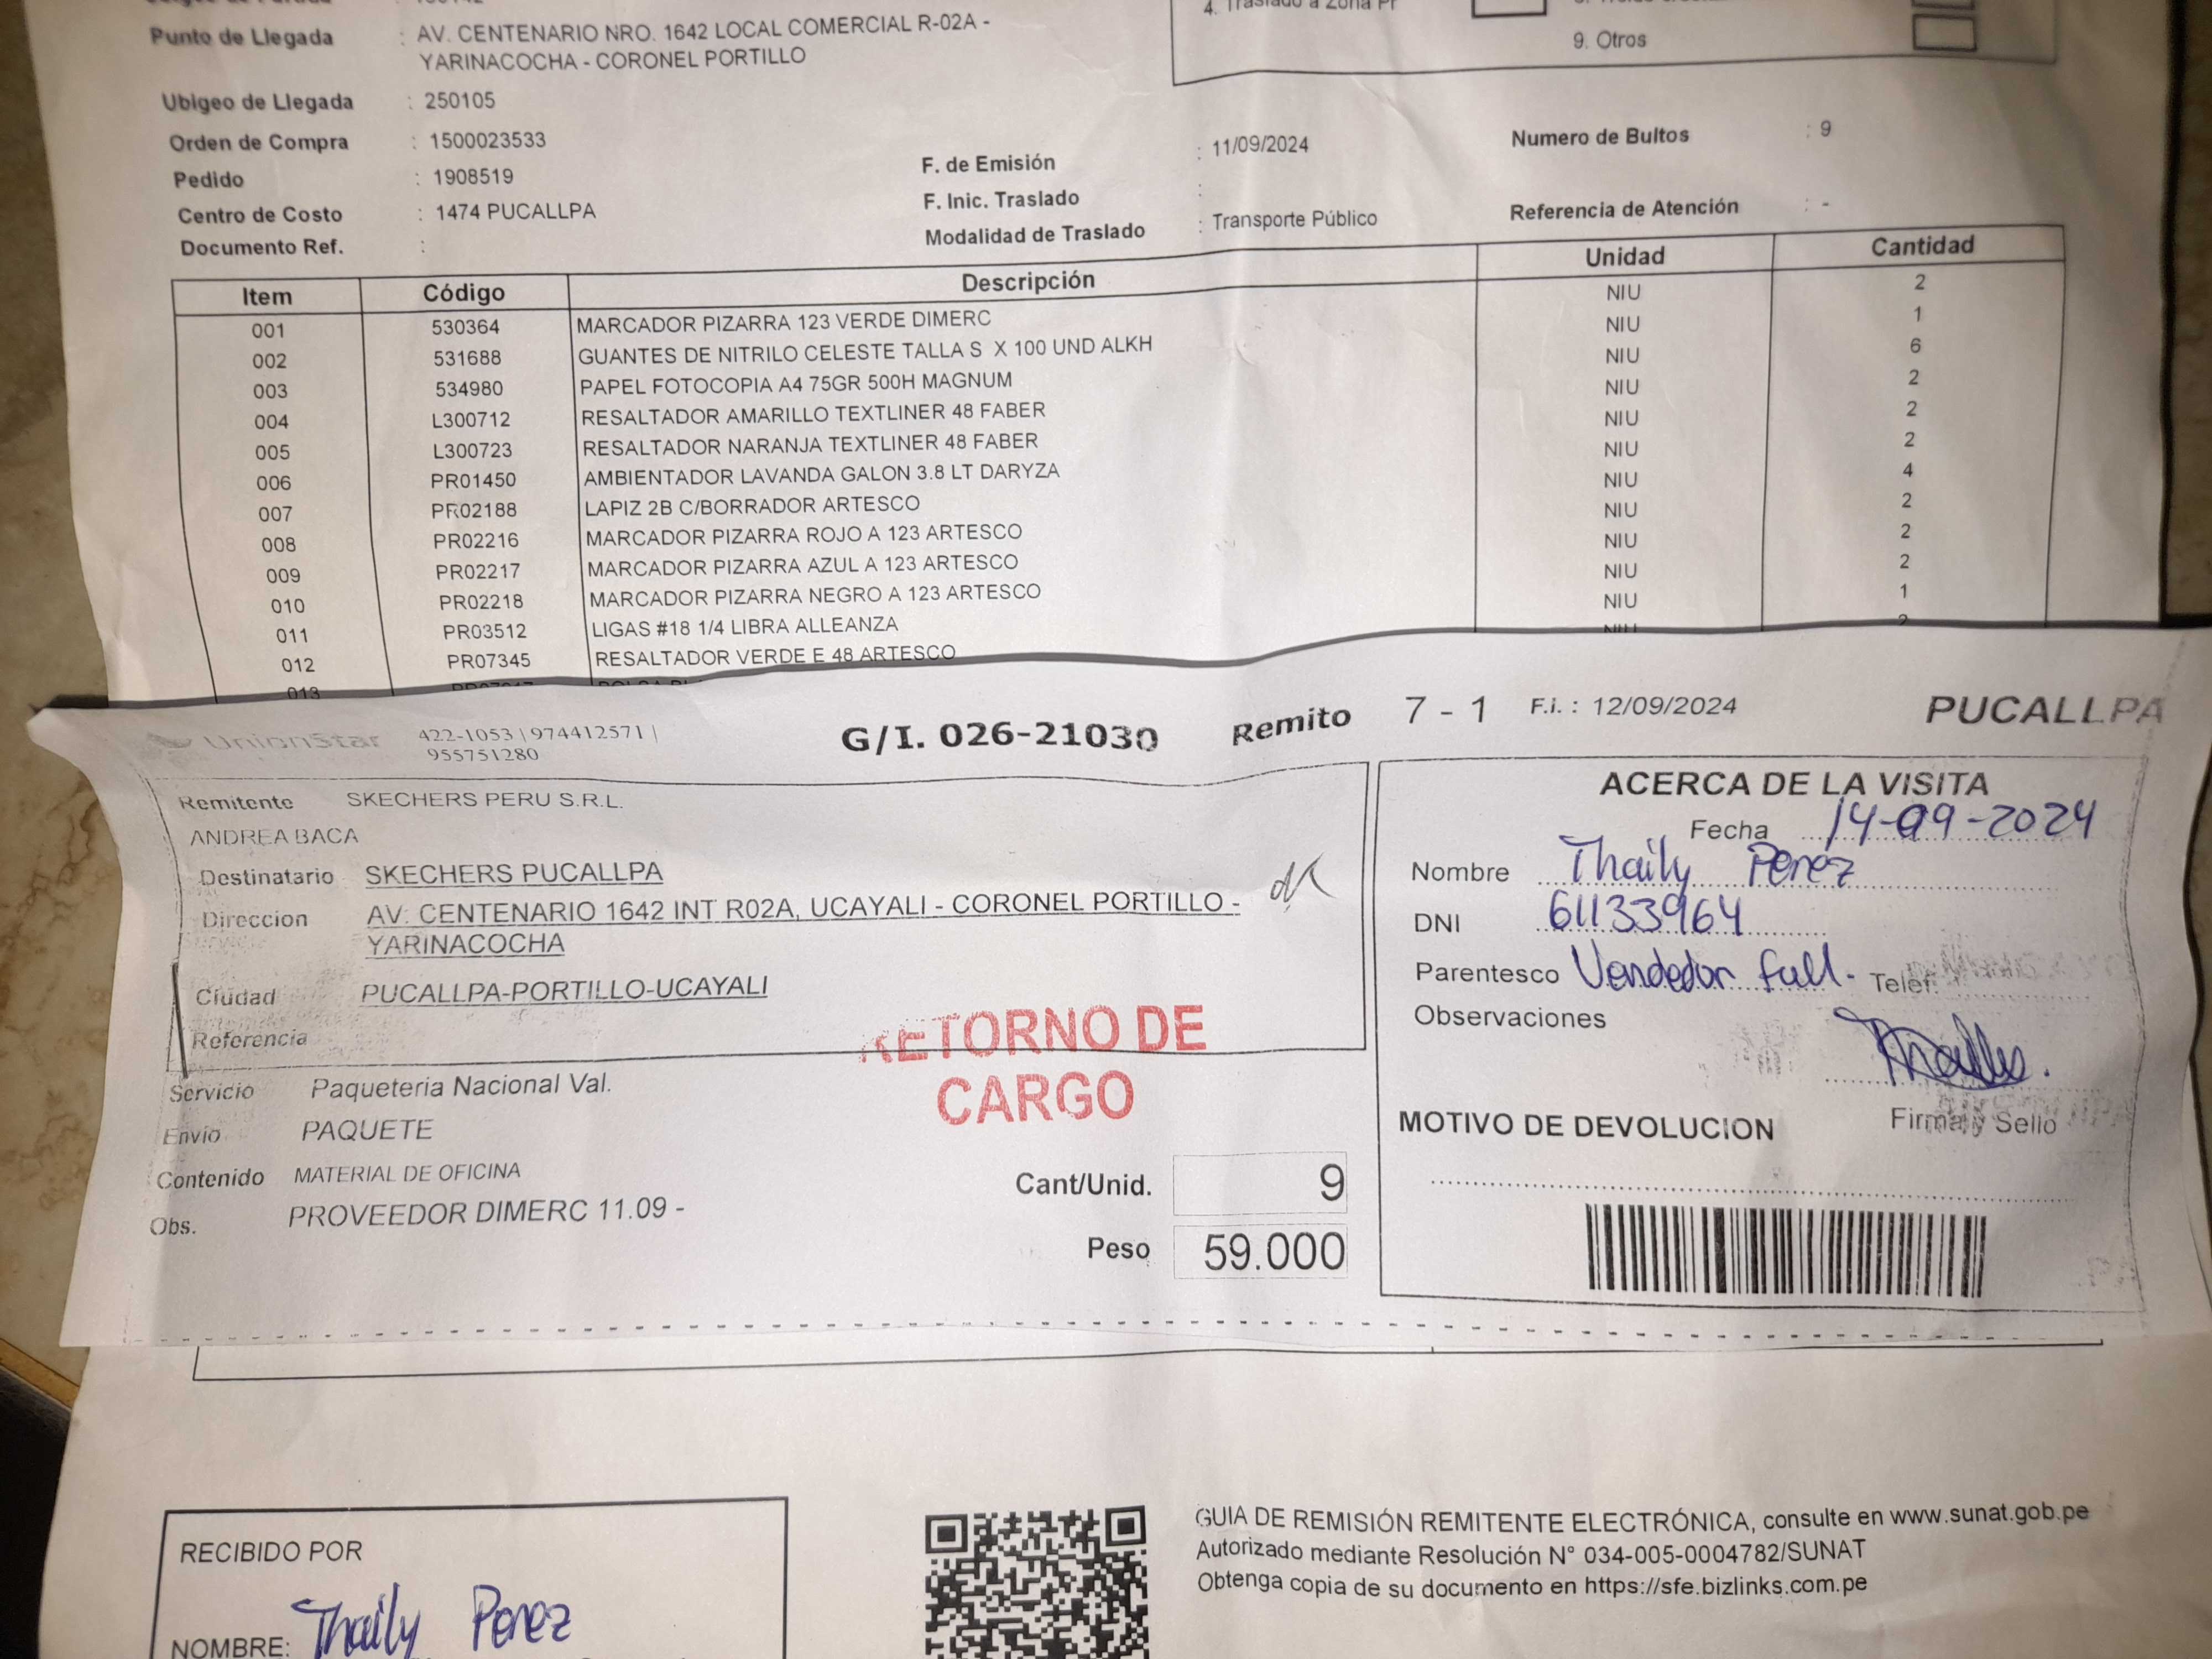 4. Traslado a Zona Pr
9. Otros
Punto de Llegada : AV. CENTENARIO NRO. 1642 LOCAL COMERCIAL R-02A -
YARINACOCHA - CORONEL PORTILLO
Ubigeo de Llegada : 250105
Orden de Compra : 1500023533
Pedido : 1908519
Centro de Costo : 1474 PUCALLPA
Documento Ref. :
F. de Emisión : 11/09/2024
F. Inic. Traslado :
Modalidad de Traslado : Transporte Público
Numero de Bultos : 9
Referencia de Atención : -
Item Código Descripción Unidad Cantidad
001 530364 MARCADOR PIZARRA 123 VERDE DIMERC NIU 2
002 531688 GUANTES DE NITRILO CELESTE TALLA S X 100 UND ALKH NIU 1
003 534980 PAPEL FOTOCOPIA A4 75GR 500H MAGNUM NIU 6
004 L300712 RESALTADOR AMARILLO TEXTLINER 48 FABER NIU 2
005 L300723 RESALTADOR NARANJA TEXTLINER 48 FABER NIU 2
006 PR01450 AMBIENTADOR LAVANDA GALON 3.8 LT DARYZA NIU 2
007 PR02188 LAPIZ 2B C/BORRADOR ARTESCO NIU 4
008 PR02216 MARCADOR PIZARRA ROJO A 123 ARTESCO NIU 2
009 PR02217 MARCADOR PIZARRA AZUL A 123 ARTESCO NIU 2
010 PR02218 MARCADOR PIZARRA NEGRO A 123 ARTESCO NIU 2
011 PR03512 LIGAS #18 1/4 LIBRA ALLEANZA NIU 1
012 PR07345 RESALTADOR VERDE E 48 ARTESCO NIU 2
013
UnionStar 422-1053 | 974412571 |
955751280
G/I. 026-21030 Remito 7 - 1 F.i. : 12/09/2024 PUCALLPA
Remitente SKECHERS PERU S.R.L.
ANDREA BACA
Destinatario SKECHERS PUCALLPA
Direccion AV: CENTENARIO 1642 INT R02A, UCAYALI - CORONEL PORTILLO -
YARINACOCHA
Ciudad PUCALLPA-PORTILLO-UCAYALI
Referencia
RETORNO DE
CARGO
Servicio Paqueteria Nacional Val.
Envio PAQUETE
Contenido MATERIAL DE OFICINA
Obs. PROVEEDOR DIMERC 11.09 -
Cant/Unid. 9
Peso 59.000
ACERCA DE LA VISITA
Fecha 14-09-2024
Nombre Thaily Perez
DNI 61133964
Parentesco Vendedor full. Telef.
Observaciones
Firma y Sello
MOTIVO DE DEVOLUCION
RECIBIDO POR
NOMBRE: Thaily Perez
GUIA DE REMISIÓN REMITENTE ELECTRÓNICA, consulte en www.sunat.gob.pe
Autorizado mediante Resolución N° 034-005-0004782/SUNAT
Obtenga copia de su documento en https://sfe.bizlinks.com.pe